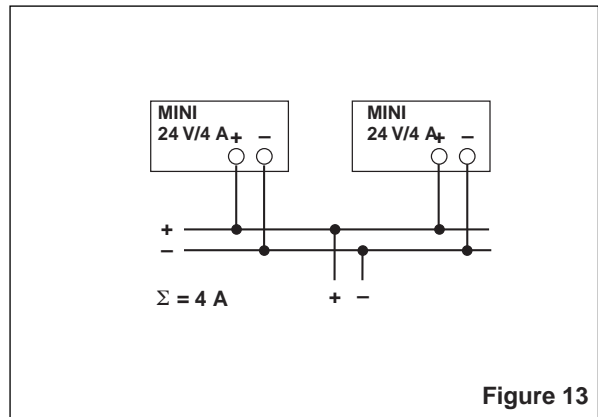 MINI
24 V/4 A + –
MINI
24 V/4 A + –
+
–
Σ = 4 A
+ –
Figure 13